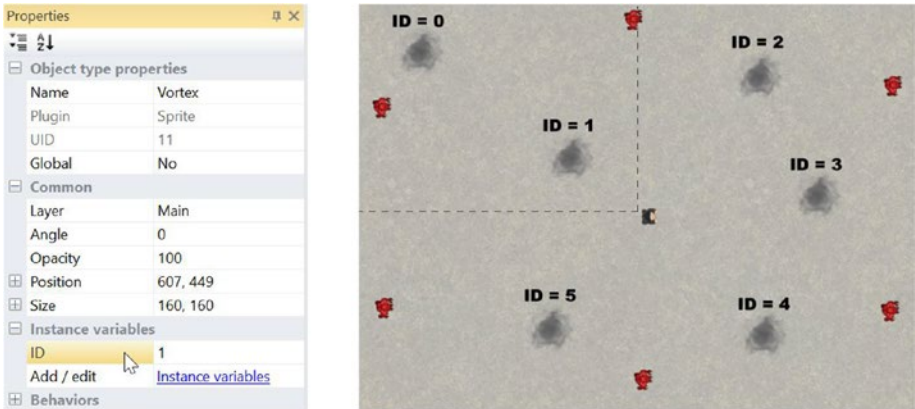 Properties
Object type properties
Name Vortex
Plugin Sprite
UID 11
Global No
Common
Layer Main
Angle 0
Opacity 100
Position 607, 449
Size 160, 160
Instance variables
ID 1
Add / edit Instance variables
Behaviors
ID = 0
ID = 2
ID = 1
ID = 3
ID = 5
ID = 4